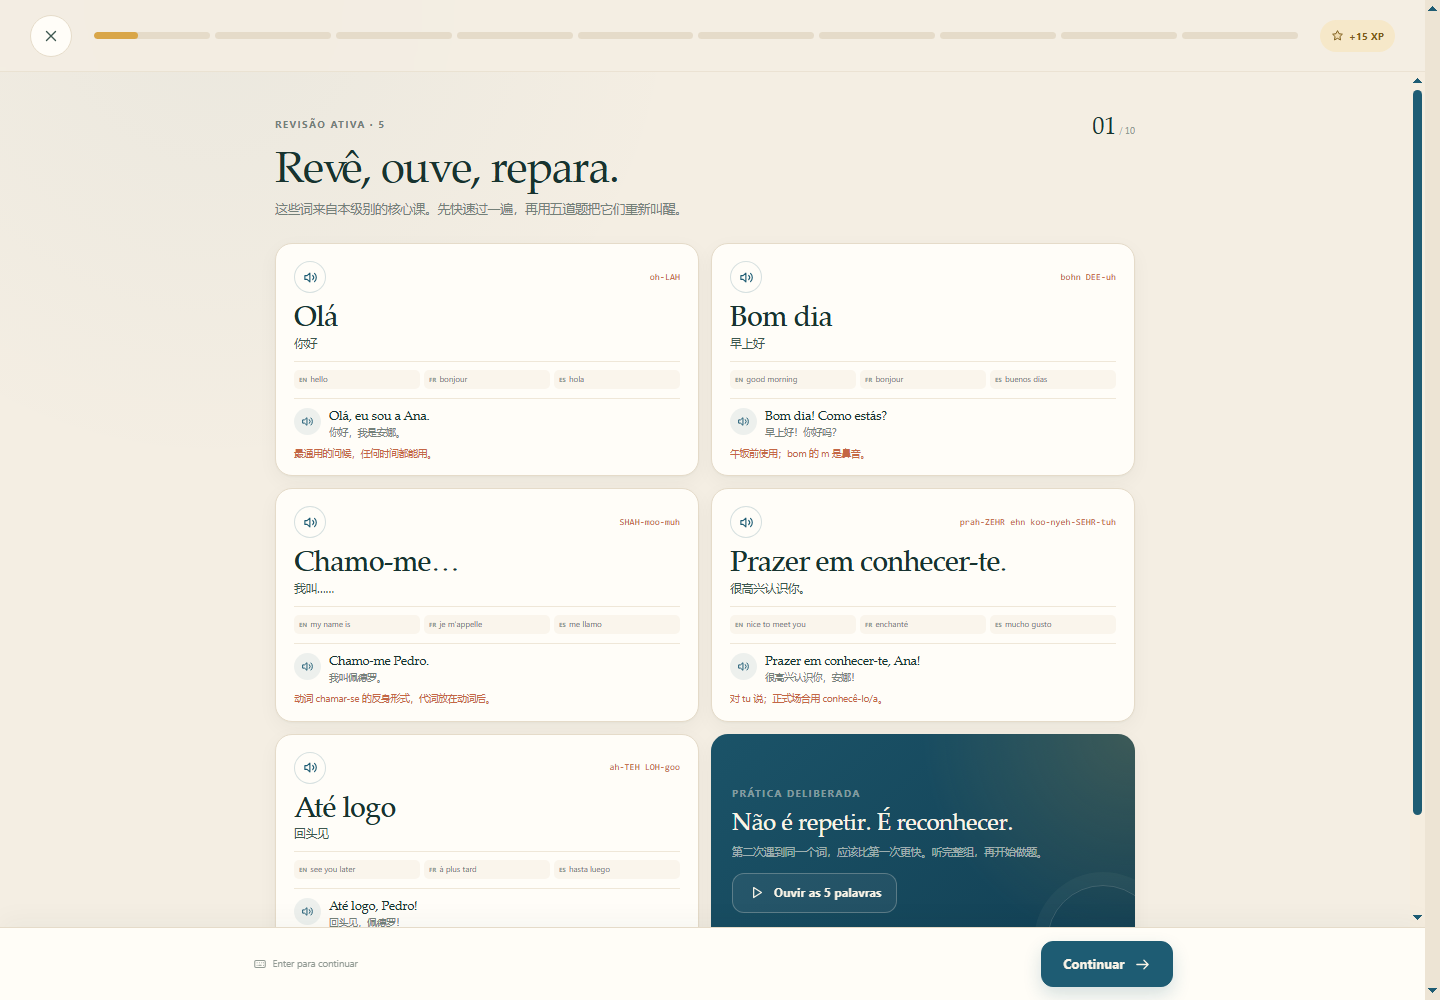 +15 XP
REVISÃO ATIVA · 5
01 / 10
Revê, ouve, repara.
这些词来自本级别的核心课。先快速过一遍，再用五道题把它们重新叫醒。
oh-LAH
Olá
你好
EN hello
FR bonjour
ES hola
Olá, eu sou a Ana.
你好，我是安娜。
最通用的问候，任何时间都能用。
bohn DEE-uh
Bom dia
早上好
EN good morning
FR bonjour
ES buenos días
Bom dia! Como estás?
早上好！你好吗？
午饭前使用；bom 的 m 是鼻音。
SHAH-moo-muh
Chamo-me…
我叫……
EN my name is
FR je m'appelle
ES me llamo
Chamo-me Pedro.
我叫佩德罗。
动词 chamar-se 的反身形式，代词放在动词后。
prah-ZEHR ehn koo-nyeh-SEHR-tuh
Prazer em conhecer-te.
很高兴认识你。
EN nice to meet you
FR enchanté
ES mucho gusto
Prazer em conhecer-te, Ana!
很高兴认识你，安娜！
对 tu 说；正式场合用 conhecê-lo/a。
ah-TEH LOH-goo
Até logo
回头见
EN see you later
FR à plus tard
ES hasta luego
Até logo, Pedro!
回头见，佩德罗！
PRÁTICA DELIBERADA
Não é repetir. É reconhecer.
第二次遇到同一个词，应该比第一次更快。听完整组，再开始做题。
Ouvir as 5 palavras
Enter para continuar
Continuar